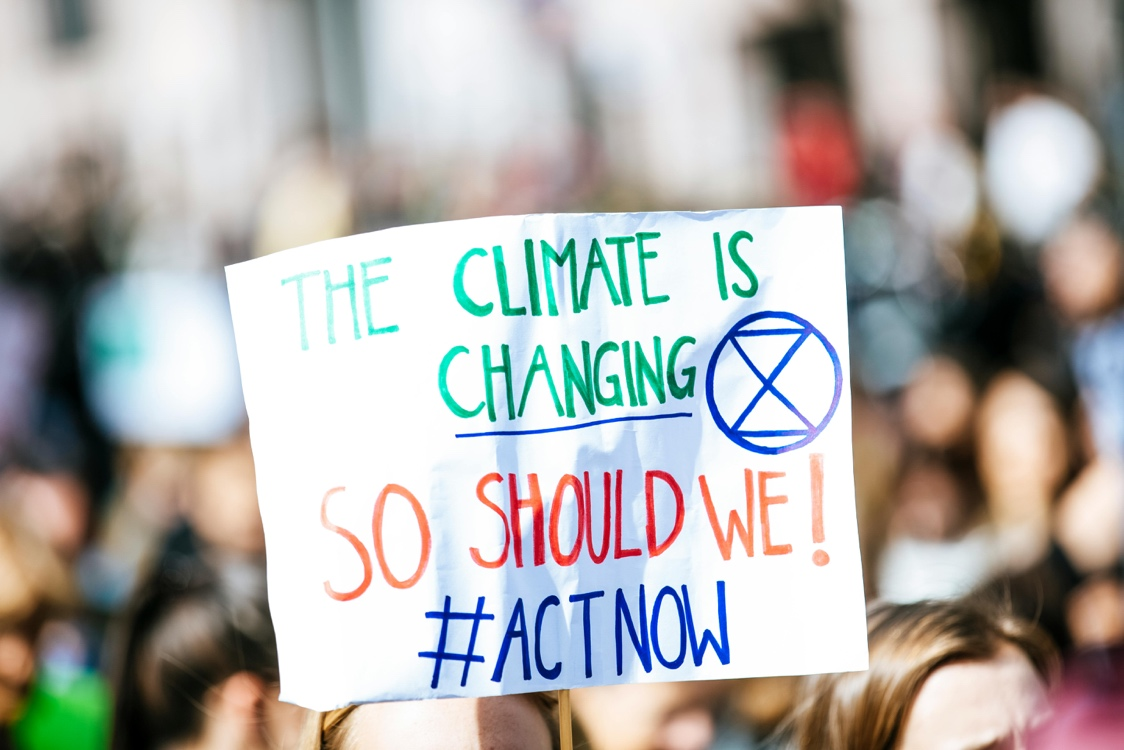 THE CLIMATE IS
CHANGING
SO SHOULD WE!
#ACTNOW